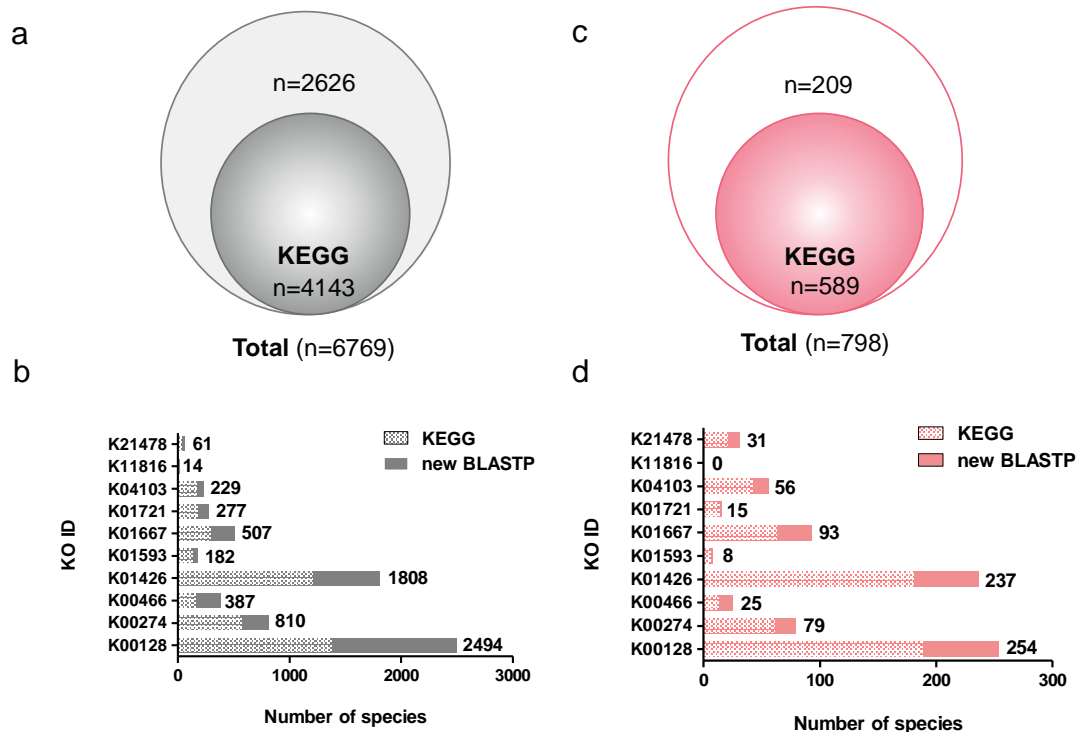 a
n=2626
KEGG
n=4143
Total (n=6769)
c
n=209
KEGG
n=589
Total (n=798)
b
KO ID
K21478 61
K11816 14
K04103 229
K01721 277
K01667 507
K01593 182
K01426 1808
K00466 387
K00274 810
K00128 2494
KEGG
new BLASTP
0 1000 2000 3000
Number of species
d
KO ID
K21478 31
K11816 0
K04103 56
K01721 15
K01667 93
K01593 8
K01426 237
K00466 25
K00274 79
K00128 254
KEGG
new BLASTP
0 100 200 300
Number of species